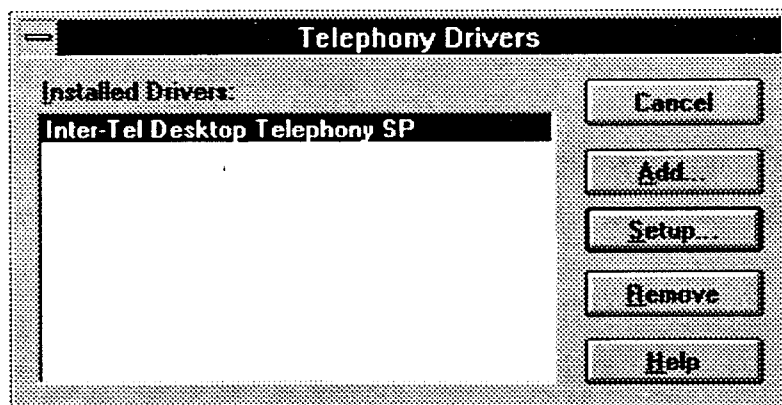 Telephony Drivers
Installed Drivers:
Inter-Tel Desktop Telephony SP
Cancel
Add...
Setup...
Remove
Help